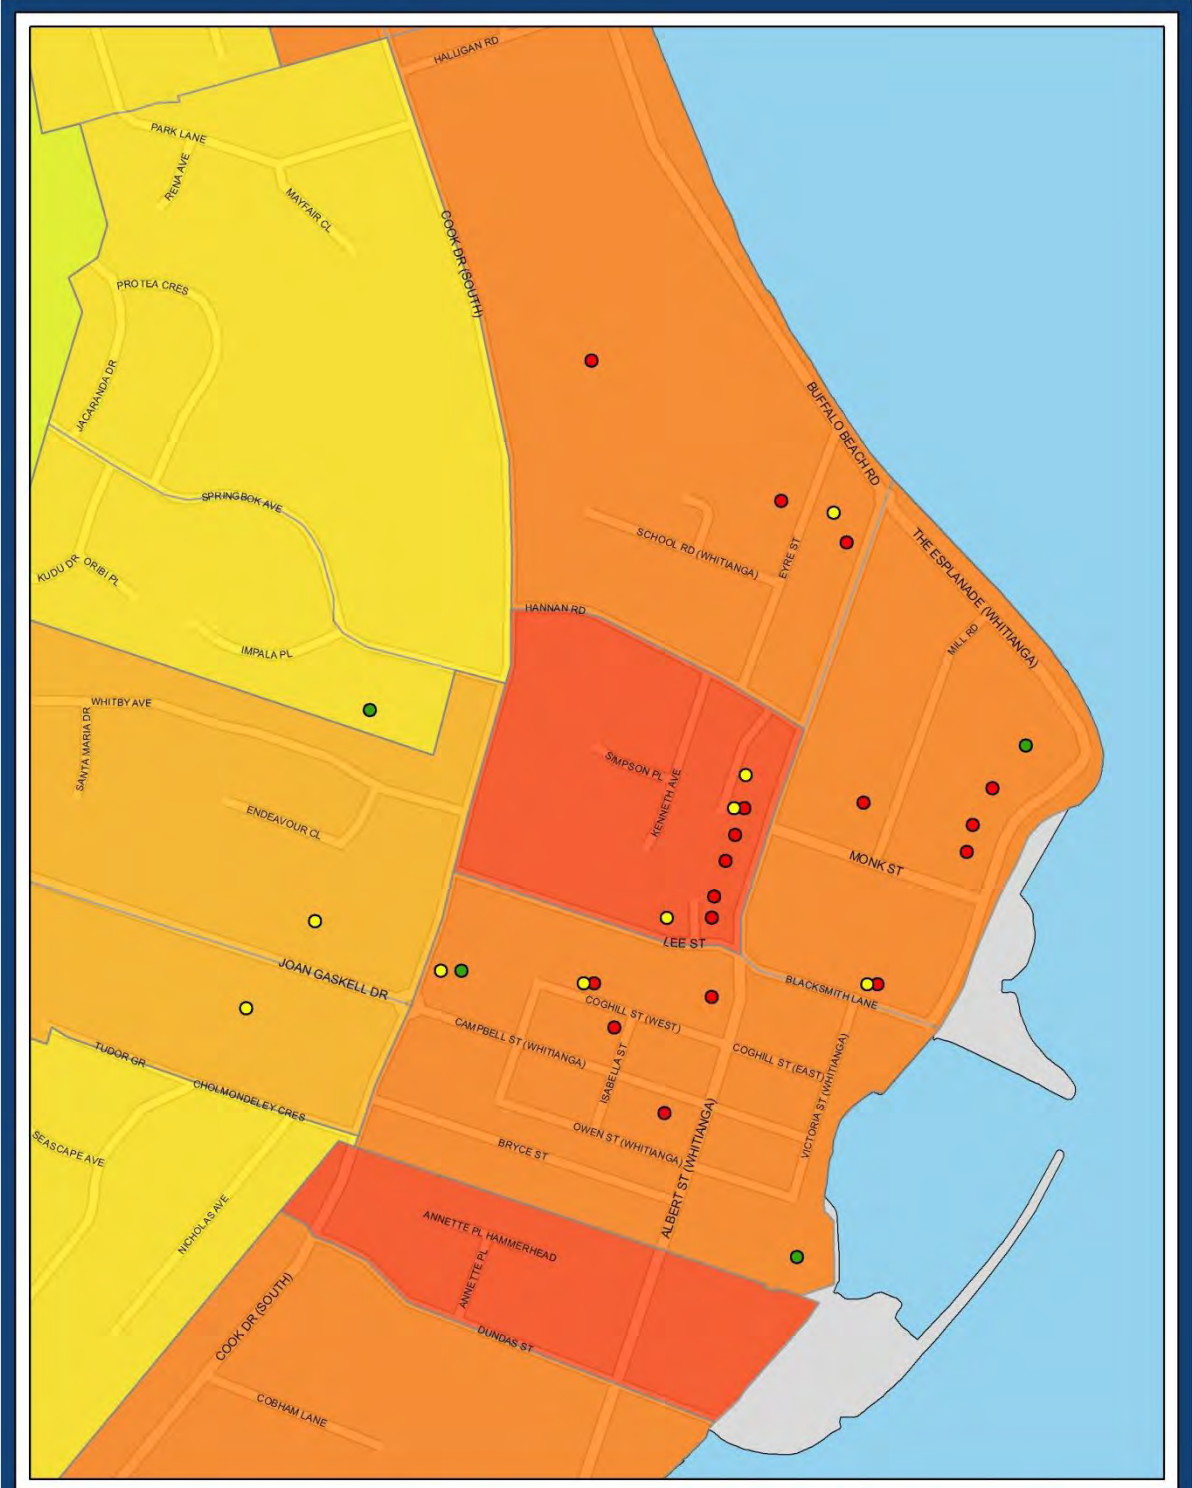 HALLIGAN RD
PARK LANE
RENA AVE
MAYFAIR CL
COOK DR (SOUTH)
PROTEA CRES
JACARANDA DR
BUFFALO BEACH RD
SPRINGBOK AVE
SCHOOL RD (WHITIANGA)
EYRE ST
THE ESPLANADE (WHITIANGA)
KUDU DR
ORIBI PL
HANNAN RD
MILL RD
IMPALA PL
WHITBY AVE
SANTA MARIA DR
SIMPSON PL
KENNETH AVE
ENDEAVOUR CL
MONK ST
LEE ST
JOAN GASKELL DR
BLACKSMITH LANE
COGHILL ST (WEST)
CAMPBELL ST (WHITIANGA)
COGHILL ST (EAST)
TUDOR GR
ISABELLA ST
CHOLMONDELEY CRES
VICTORIA ST (WHITIANGA)
SEASCAPE AVE
OWEN ST (WHITIANGA)
BRYCE ST
ALBERT ST (WHITIANGA)
NICHOLAS AVE
ANNETTE PL HAMMERHEAD
ANNETTE PL
COOK DR (SOUTH)
DUNDAS ST
COBHAM LANE